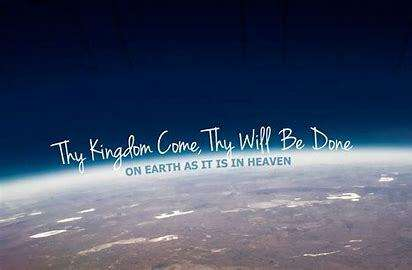 Thy Kingdom Come, Thy Will Be Done
ON EARTH AS IT IS IN HEAVEN